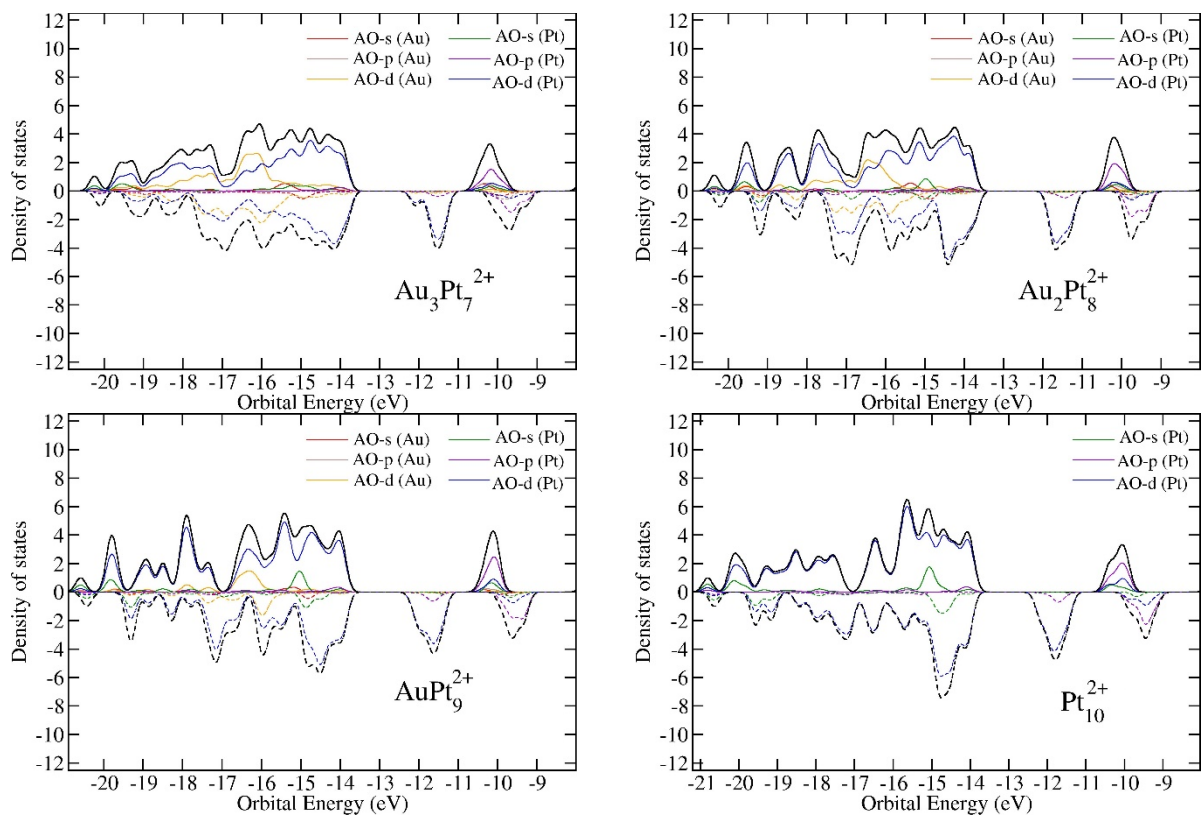 12
10
8
6
4
2
0
-2
-4
-6
-8
-10
-12
Density of states
AO-s (Au)
AO-p (Au)
AO-d (Au)
AO-s (Pt)
AO-p (Pt)
AO-d (Pt)
Au3Pt7 2+
-20 -19 -18 -17 -16 -15 -14 -13 -12 -11 -10 -9
Orbital Energy (eV)
12
10
8
6
4
2
0
-2
-4
-6
-8
-10
-12
Density of states
AO-s (Au)
AO-p (Au)
AO-d (Au)
AO-s (Pt)
AO-p (Pt)
AO-d (Pt)
Au2Pt8 2+
-20 -19 -18 -17 -16 -15 -14 -13 -12 -11 -10 -9
Orbital Energy (eV)
12
10
8
6
4
2
0
-2
-4
-6
-8
-10
-12
Density of states
AO-s (Au)
AO-p (Au)
AO-d (Au)
AO-s (Pt)
AO-p (Pt)
AO-d (Pt)
AuPt9 2+
-20 -19 -18 -17 -16 -15 -14 -13 -12 -11 -10 -9
Orbital Energy (eV)
12
10
8
6
4
2
0
-2
-4
-6
-8
-10
-12
Density of states
AO-s (Pt)
AO-p (Pt)
AO-d (Pt)
Pt10 2+
-21 -20 -19 -18 -17 -16 -15 -14 -13 -12 -11 -10 -9
Orbital Energy (eV)